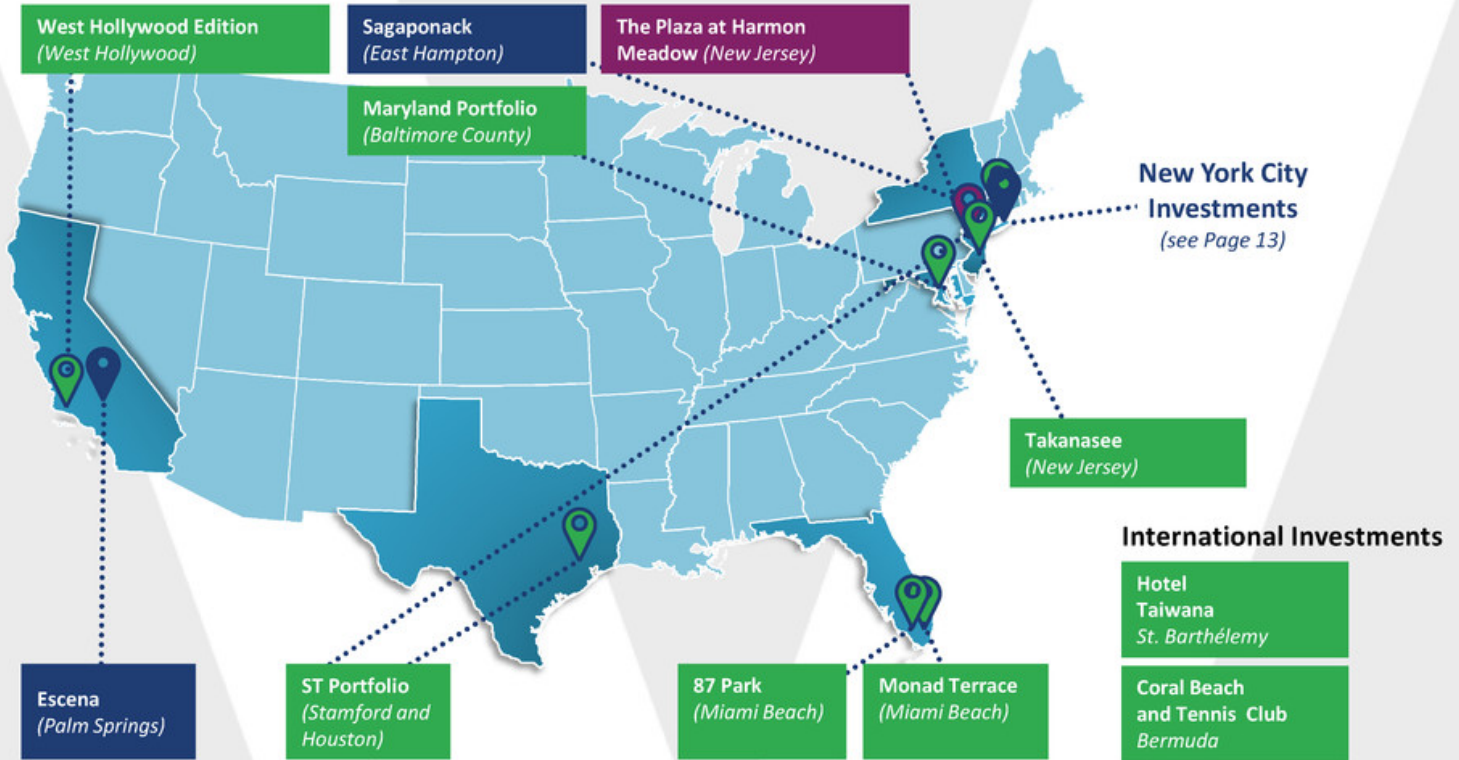 West Hollywood Edition
(West Hollywood)
Sagaponack
(East Hampton)
The Plaza at Harmon
Meadow (New Jersey)
Maryland Portfolio
(Baltimore County)
New York City
Investments
(see Page 13)
Takanasee
(New Jersey)
International Investments
Hotel
Taiwana
St. Barthélemy
Coral Beach
and Tennis Club
Bermuda
Escena
(Palm Springs)
ST Portfolio
(Stamford and
Houston)
87 Park
(Miami Beach)
Monad Terrace
(Miami Beach)